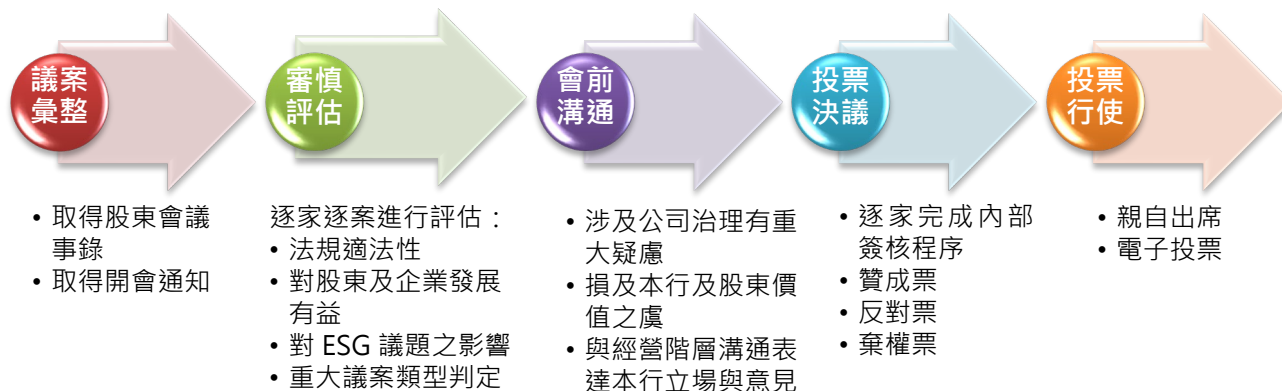 議案
彙整
• 取得股東會議
事錄
• 取得開會通知
審慎
評估
逐家逐案進行評估：
• 法規適法性
• 對股東及企業發展
有益
• 對 ESG 議題之影響
• 重大議案類型判定
會前
溝通
• 涉及公司治理有重
大疑慮
• 損及本行及股東價
值之虞
• 與經營階層溝通表
達本行立場與意見
投票
決議
• 逐家完成內部
簽核程序
• 贊成票
• 反對票
• 棄權票
投票
行使
• 親自出席
• 電子投票